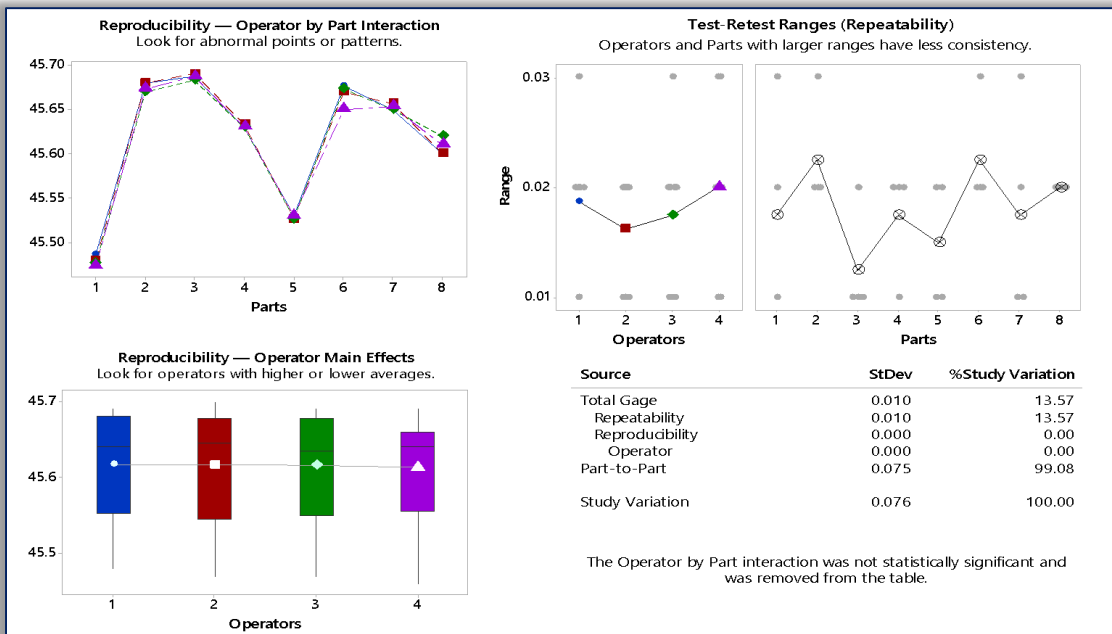 Reproducibility — Operator by Part Interaction
Look for abnormal points or patterns.
45.70
45.65
45.60
45.55
45.50
1 2 3 4 5 6 7 8
Parts
Test-Retest Ranges (Repeatability)
Operators and Parts with larger ranges have less consistency.
Range
0.03
0.02
0.01
1 2 3 4
Operators
1 2 3 4 5 6 7 8
Parts
Reproducibility — Operator Main Effects
Look for operators with higher or lower averages.
45.7
45.6
45.5
1 2 3 4
Operators
Source StDev %Study Variation
Total Gage 0.010 13.57
Repeatability 0.010 13.57
Reproducibility 0.000 0.00
Operator 0.000 0.00
Part-to-Part 0.075 99.08
Study Variation 0.076 100.00
The Operator by Part interaction was not statistically significant and
was removed from the table.